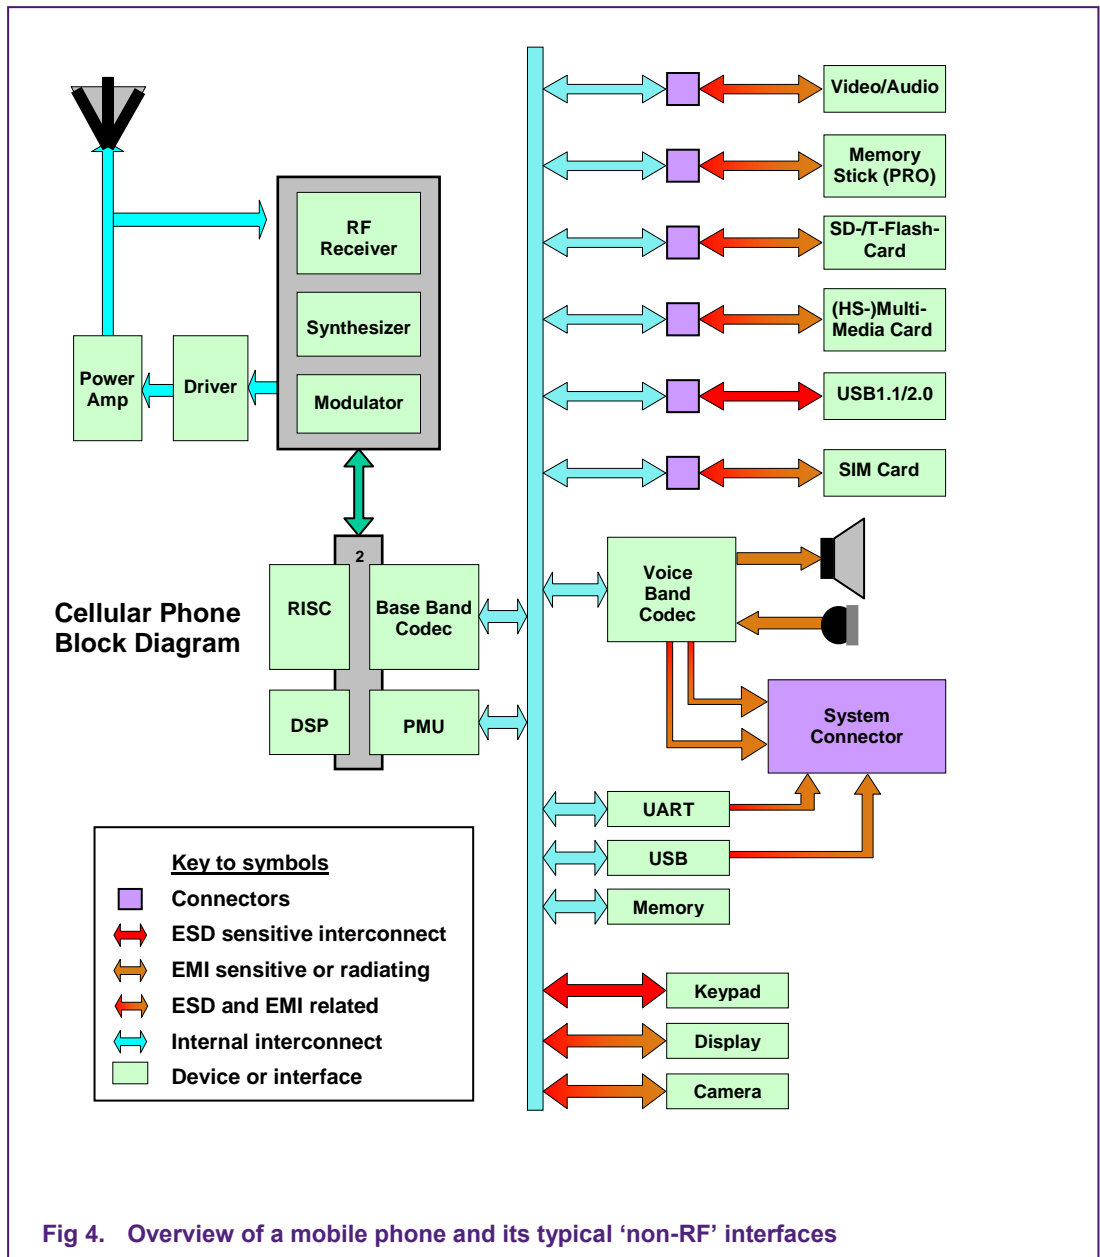 Video/Audio
Memory
Stick (PRO)
SD-/T-Flash-
Card
(HS-)Multi-
Media Card
USB1.1/2.0
SIM Card
RF
Receiver
Synthesizer
Modulator
Power
Amp
Driver
2
RISC
Base Band
Codec
DSP
PMU
Cellular Phone
Block Diagram
Voice
Band
Codec
System
Connector
UART
USB
Memory
Keypad
Display
Camera
Key to symbols
Connectors
ESD sensitive interconnect
EMI sensitive or radiating
ESD and EMI related
Internal interconnect
Device or interface
Fig 4. Overview of a mobile phone and its typical ‘non-RF’ interfaces